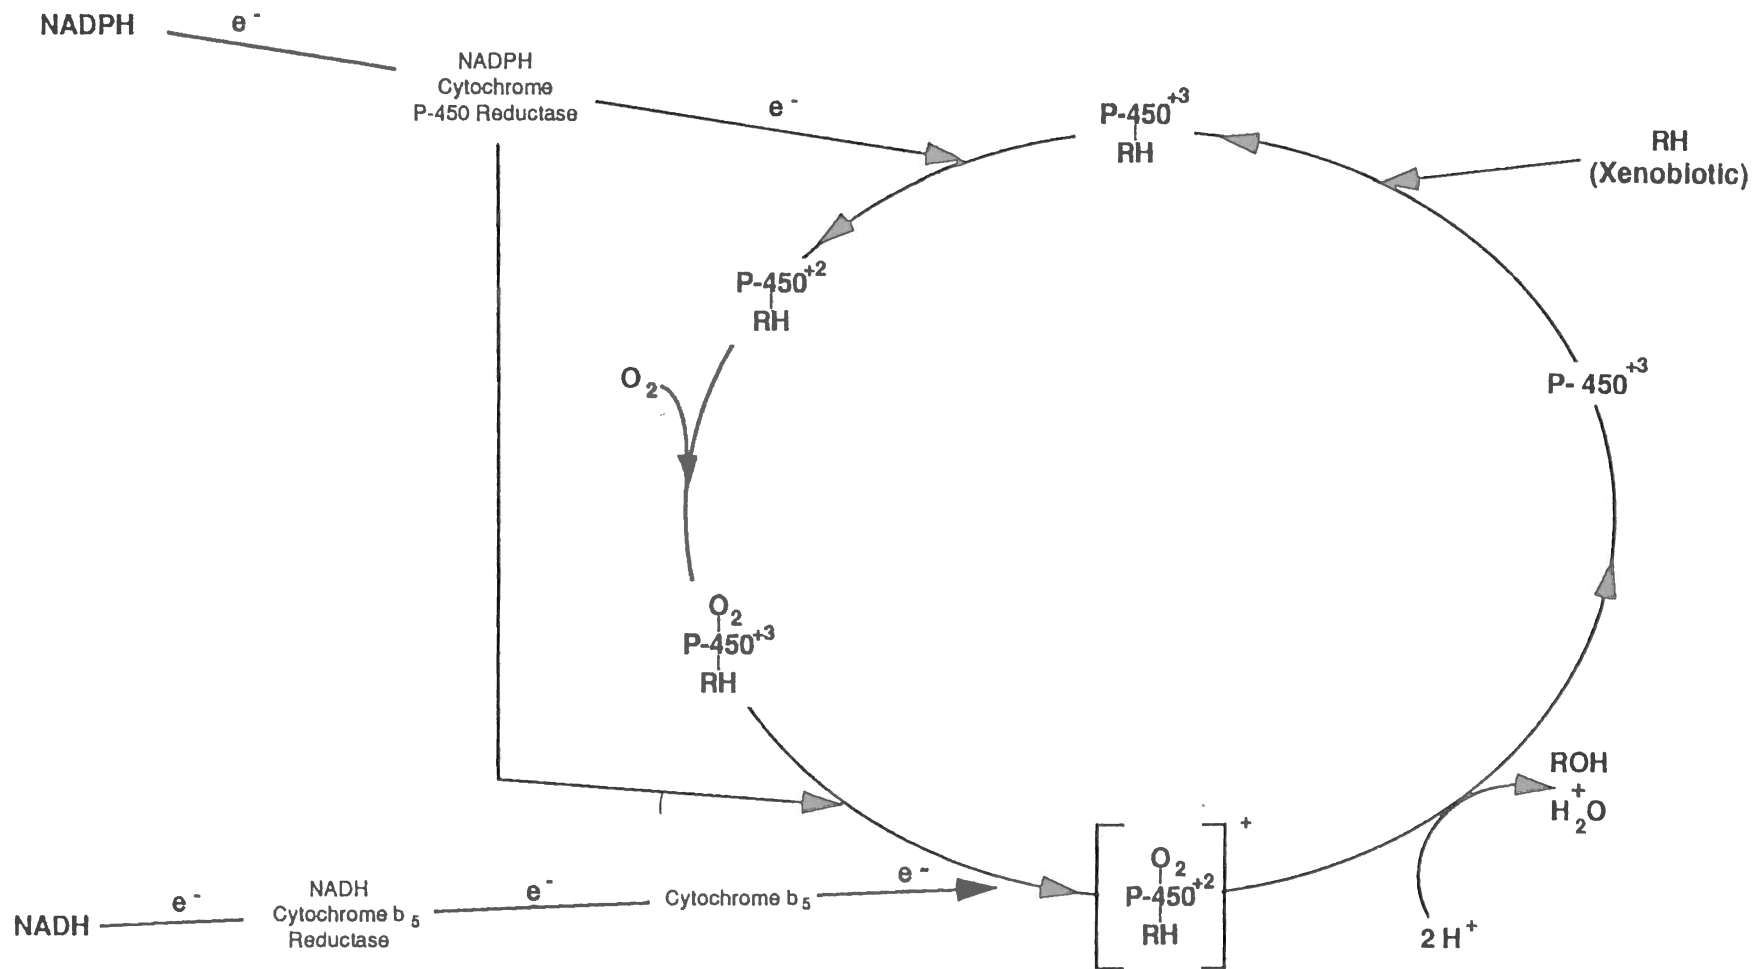 NADPH
e⁻
NADPH
Cytochrome
P-450 Reductase
e⁻
P-450⁺³
RH
RH
(Xenobiotic)
P-450⁺²
RH
O₂
P- 450⁺³
O₂
P-450⁺³
RH
ROH
+
H₂O
+
O₂
P-450⁺²
RH
2 H⁺
NADH
e⁻
NADH
Cytochrome b₅
Reductase
e⁻
Cytochrome b₅
e⁻